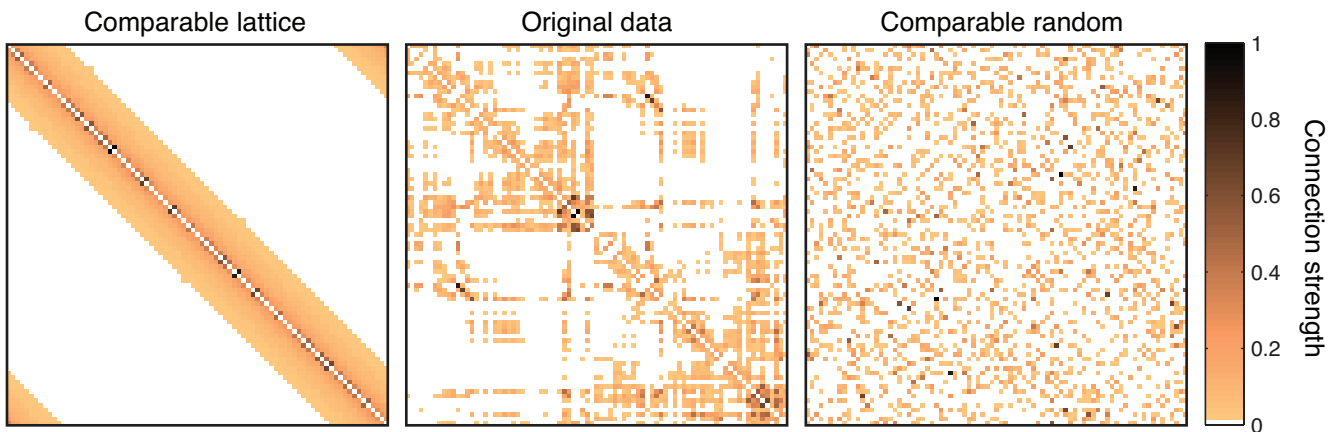 Comparable lattice
Original data
Comparable random
1
0.8
0.6
0.4
0.2
0
Connection strength